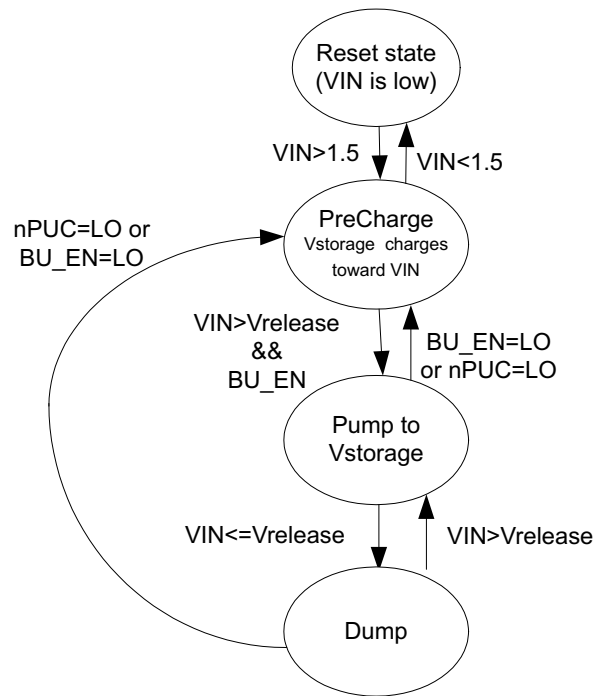 Reset state
(VIN is low)
VIN>1.5
VIN<1.5
PreCharge
Vstorage charges
toward VIN
nPUC=LO or
BU_EN=LO
VIN>Vrelease
&&
BU_EN
BU_EN=LO
or nPUC=LO
Pump to
Vstorage
VIN<=Vrelease
VIN>Vrelease
Dump